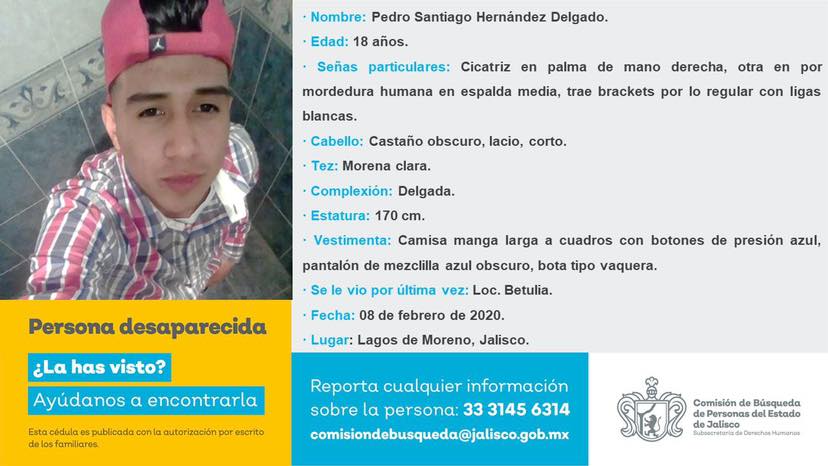 · Nombre: Pedro Santiago Hernández Delgado.
· Edad: 18 años.
· Señas particulares: Cicatriz en palma de mano derecha, otra en por
mordedura humana en espalda media, trae brackets por lo regular con ligas
blancas.
· Cabello: Castaño obscuro, lacio, corto.
· Tez: Morena clara.
· Complexión: Delgada.
· Estatura: 170 cm.
· Vestimenta: Camisa manga larga a cuadros con botones de presión azul,
pantalón de mezclilla azul obscuro, bota tipo vaquera.
· Se le vio por última vez: Loc. Betulia.
· Fecha: 08 de febrero de 2020.
· Lugar: Lagos de Moreno, Jalisco.
Persona desaparecida
¿La has visto?
Ayúdanos a encontrarla
Esta cédula es publicada con la autorización por escrito
de los familiares.
Reporta cualquier información
sobre la persona: 33 3145 6314
comisiondebusqueda@jalisco.gob.mx
Comisión de Búsqueda
de Personas del Estado
de Jalisco
Subsecretaría de Derechos Humanos